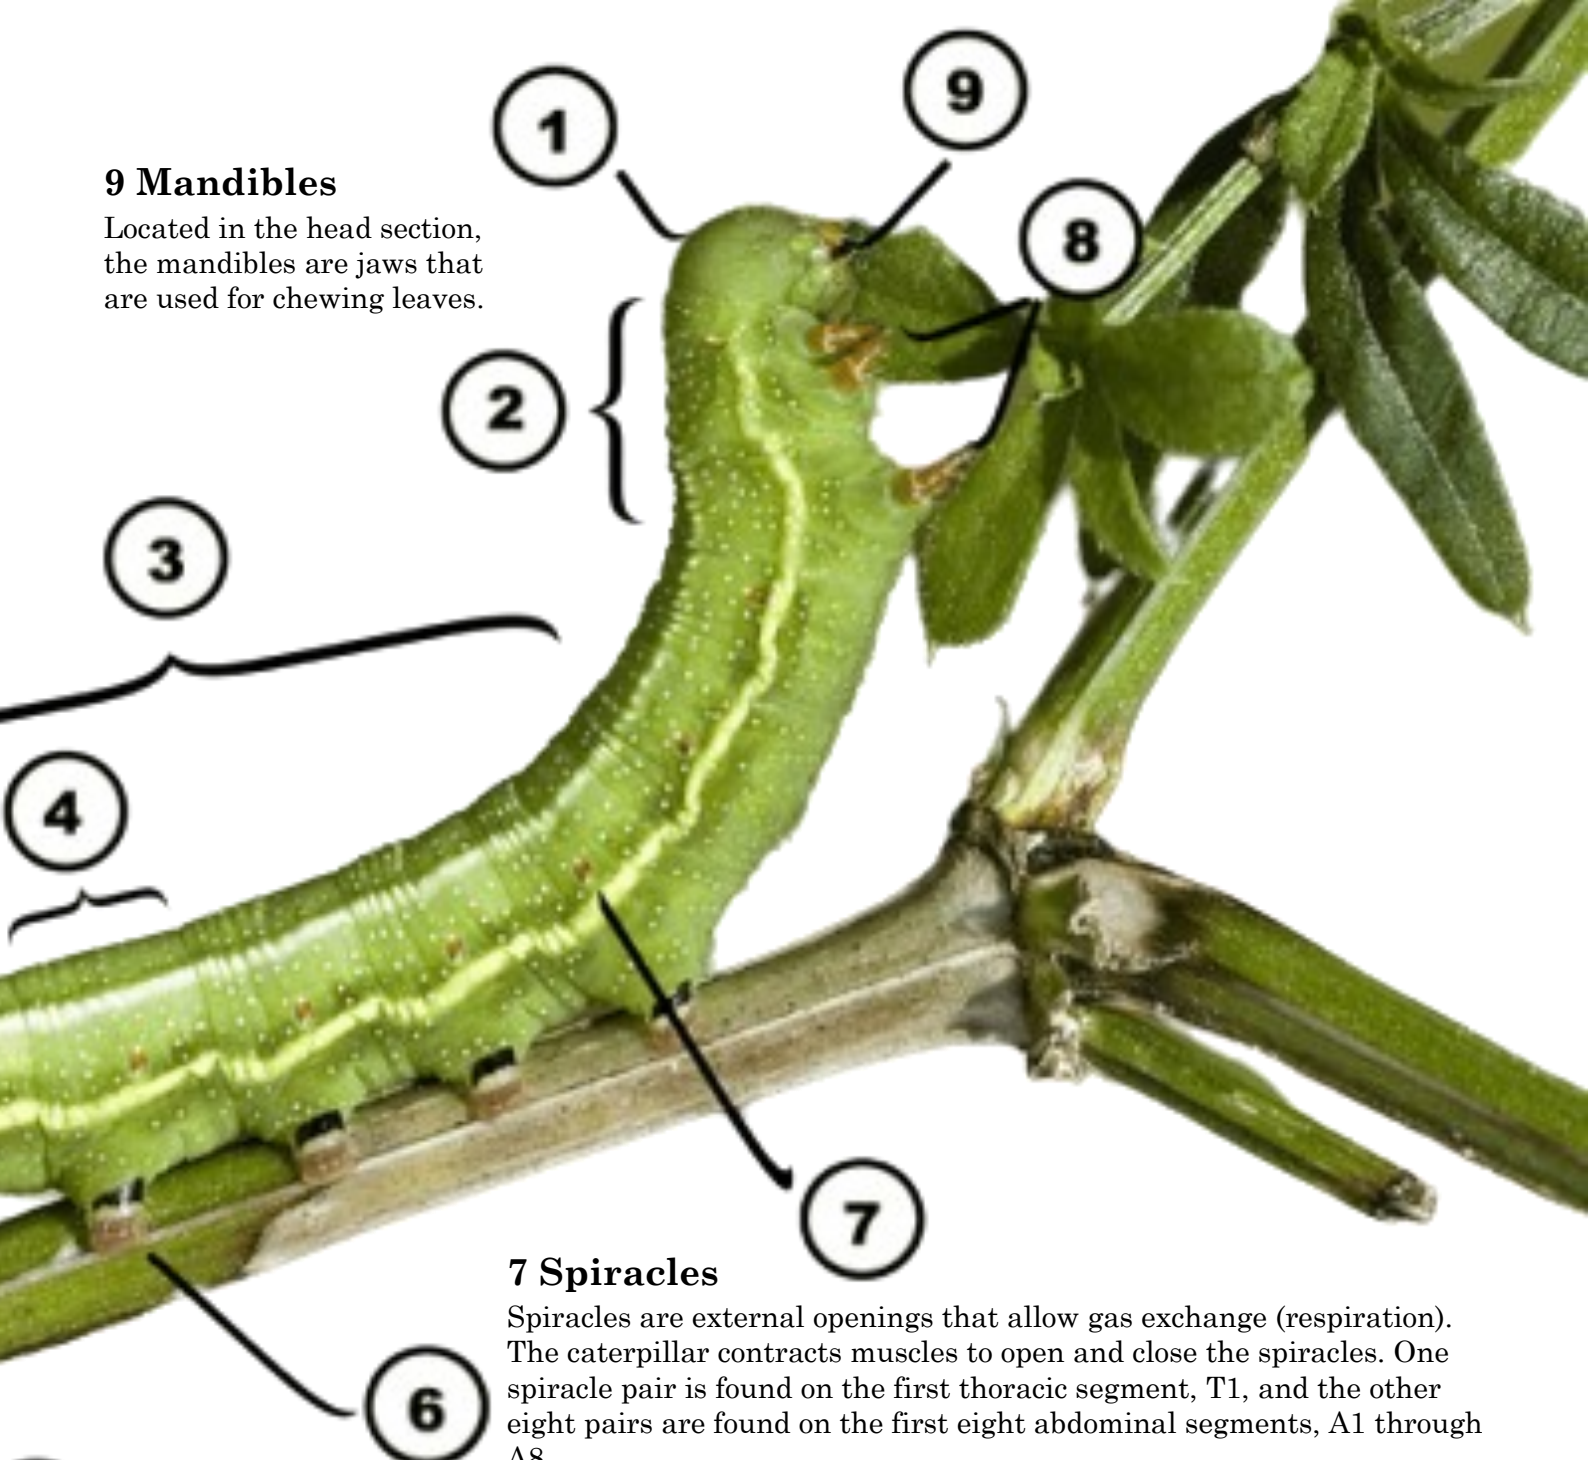 1
9
9 Mandibles
Located in the head section,
the mandibles are jaws that
are used for chewing leaves.
8
2
3
4
7
7 Spiracles
Spiracles are external openings that allow gas exchange (respiration).
The caterpillar contracts muscles to open and close the spiracles. One
spiracle pair is found on the first thoracic segment, T1, and the other
eight pairs are found on the first eight abdominal segments, A1 through
A8
6